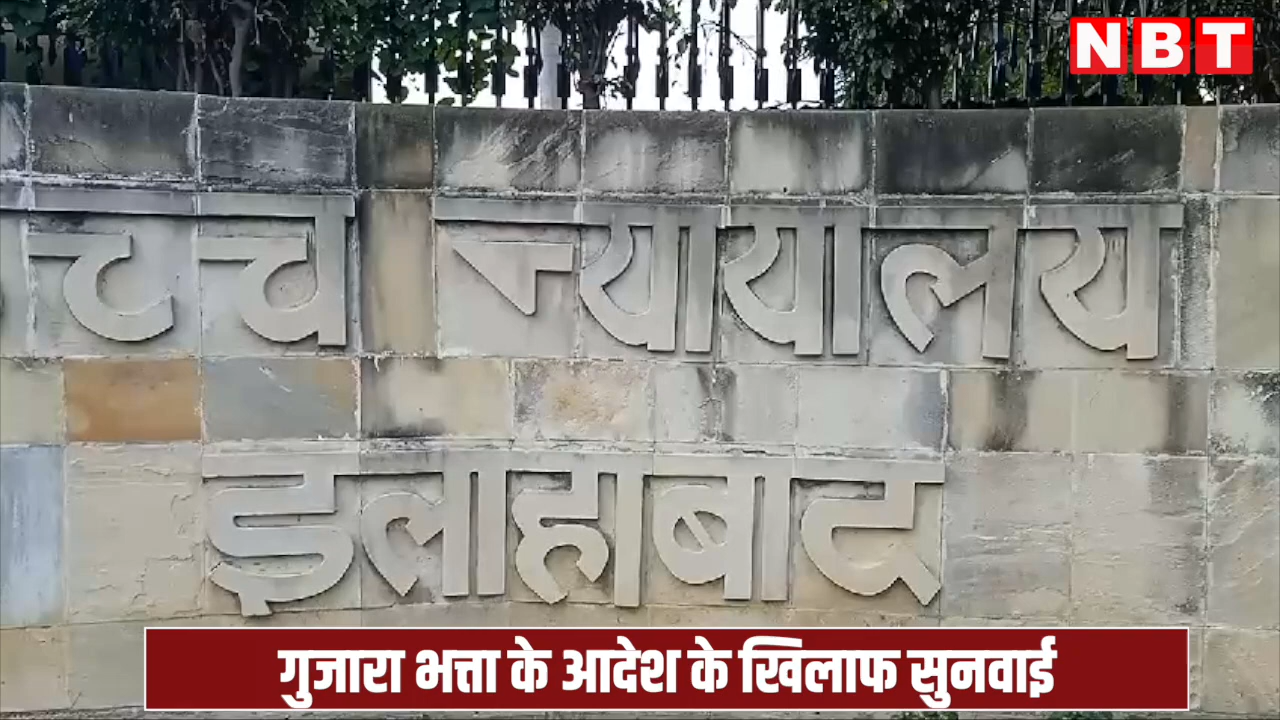 NBT
च्च न्यायालय
इलाहाबाद
गुजारा भत्ता के आदेश के खिलाफ सुनवाई